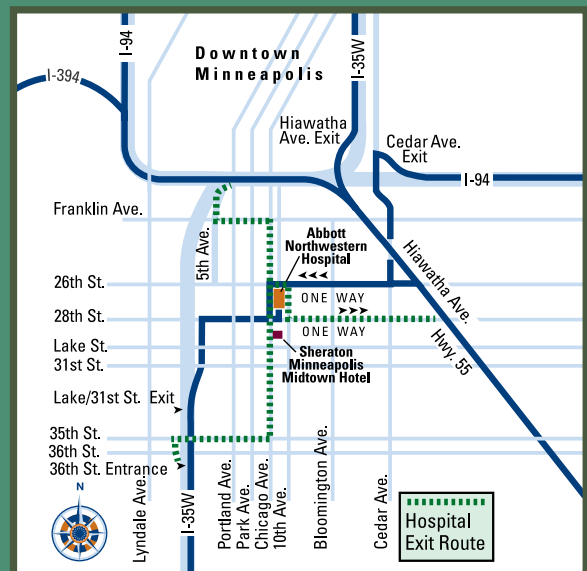 I-94
I-394
Downtown
Minneapolis
I-35W
Hiawatha
Ave. Exit
Cedar Ave.
Exit
I-94
Franklin Ave.
5th Ave.
Abbott
Northwestern
Hospital
Hiawatha Ave.
26th St.
ONE WAY
28th St.
ONE WAY
Hwy. 55
Lake St.
31st St.
Sheraton
Minneapolis
Midtown Hotel
Lake/31st St. Exit
35th St.
36th St.
36th St. Entrance
N
Lyndale Ave.
I-35W
Portland Ave.
Park Ave.
Chicago Ave.
10th Ave.
Bloomington Ave.
Cedar Ave.
Hospital
Exit Route